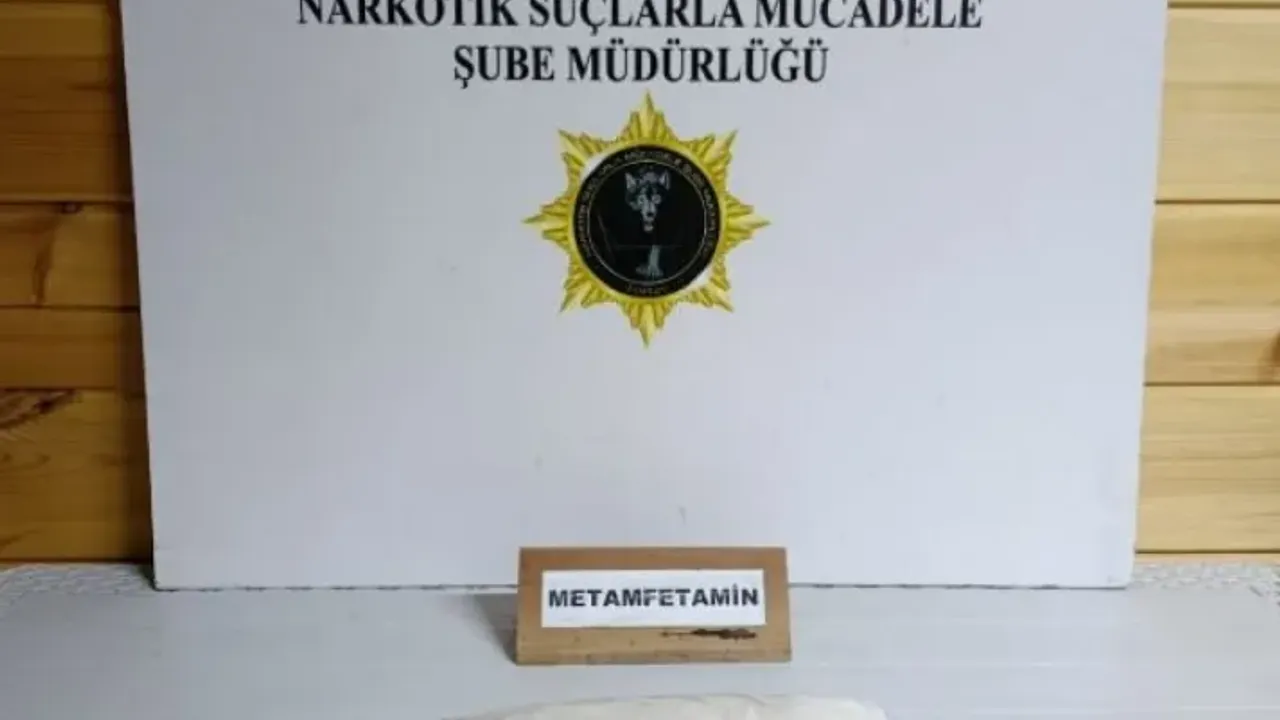 NARKOTİK SUÇLARLA MÜCADELE
ŞUBE MÜDÜRLÜĞÜ
METAMFETAMİN